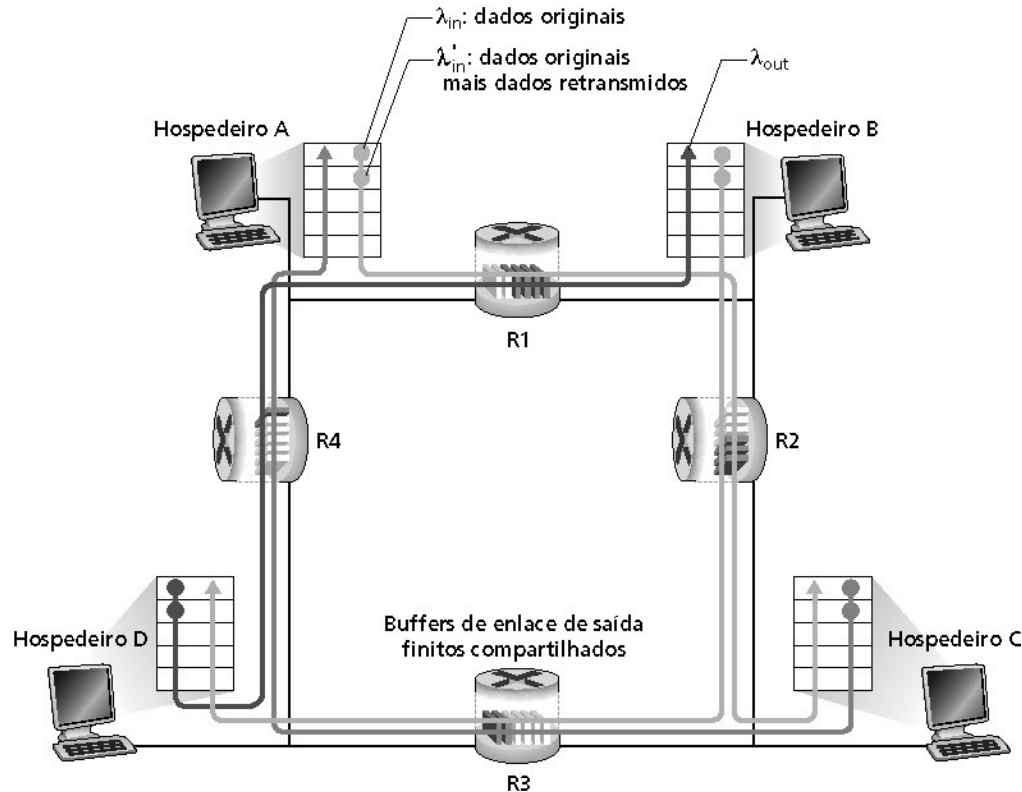 λin: dados originais
λ'in: dados originais
mais dados retransmidos
λout
Hospedeiro A
Hospedeiro B
R1
R4
R2
Hospedeiro D
Buffers de enlace de saída
finitos compartilhados
Hospedeiro C
R3